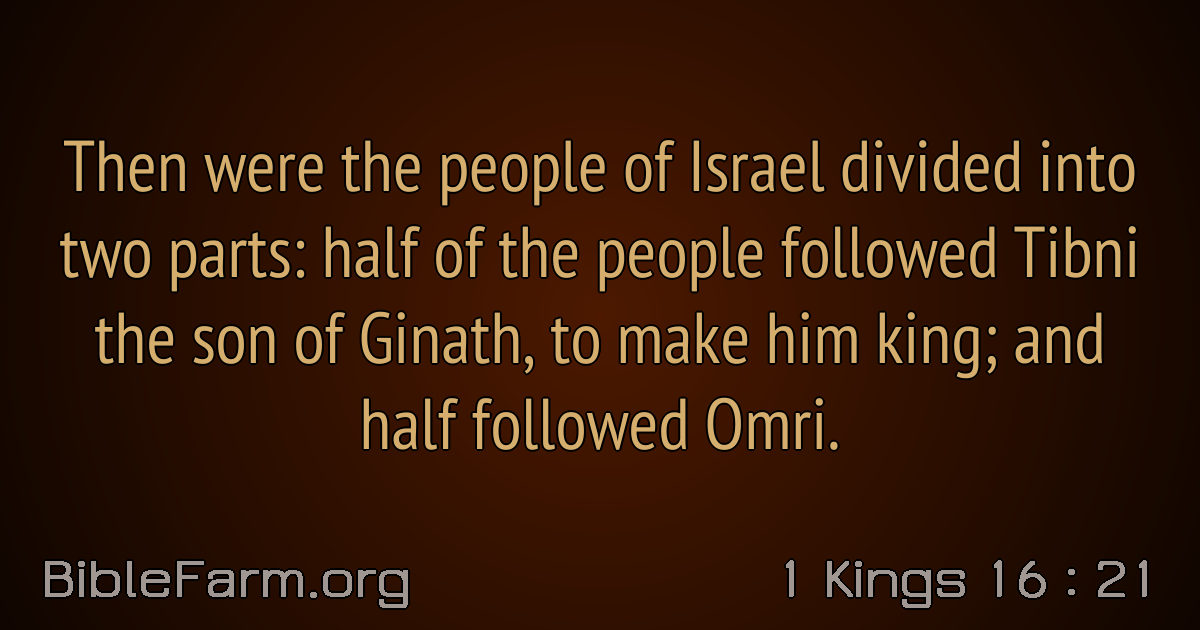 Then were the people of Israel divided into
two parts: half of the people followed Tibni
the son of Ginath, to make him king; and
half followed Omri.
BibleFarm.org
1 Kings 16 : 21